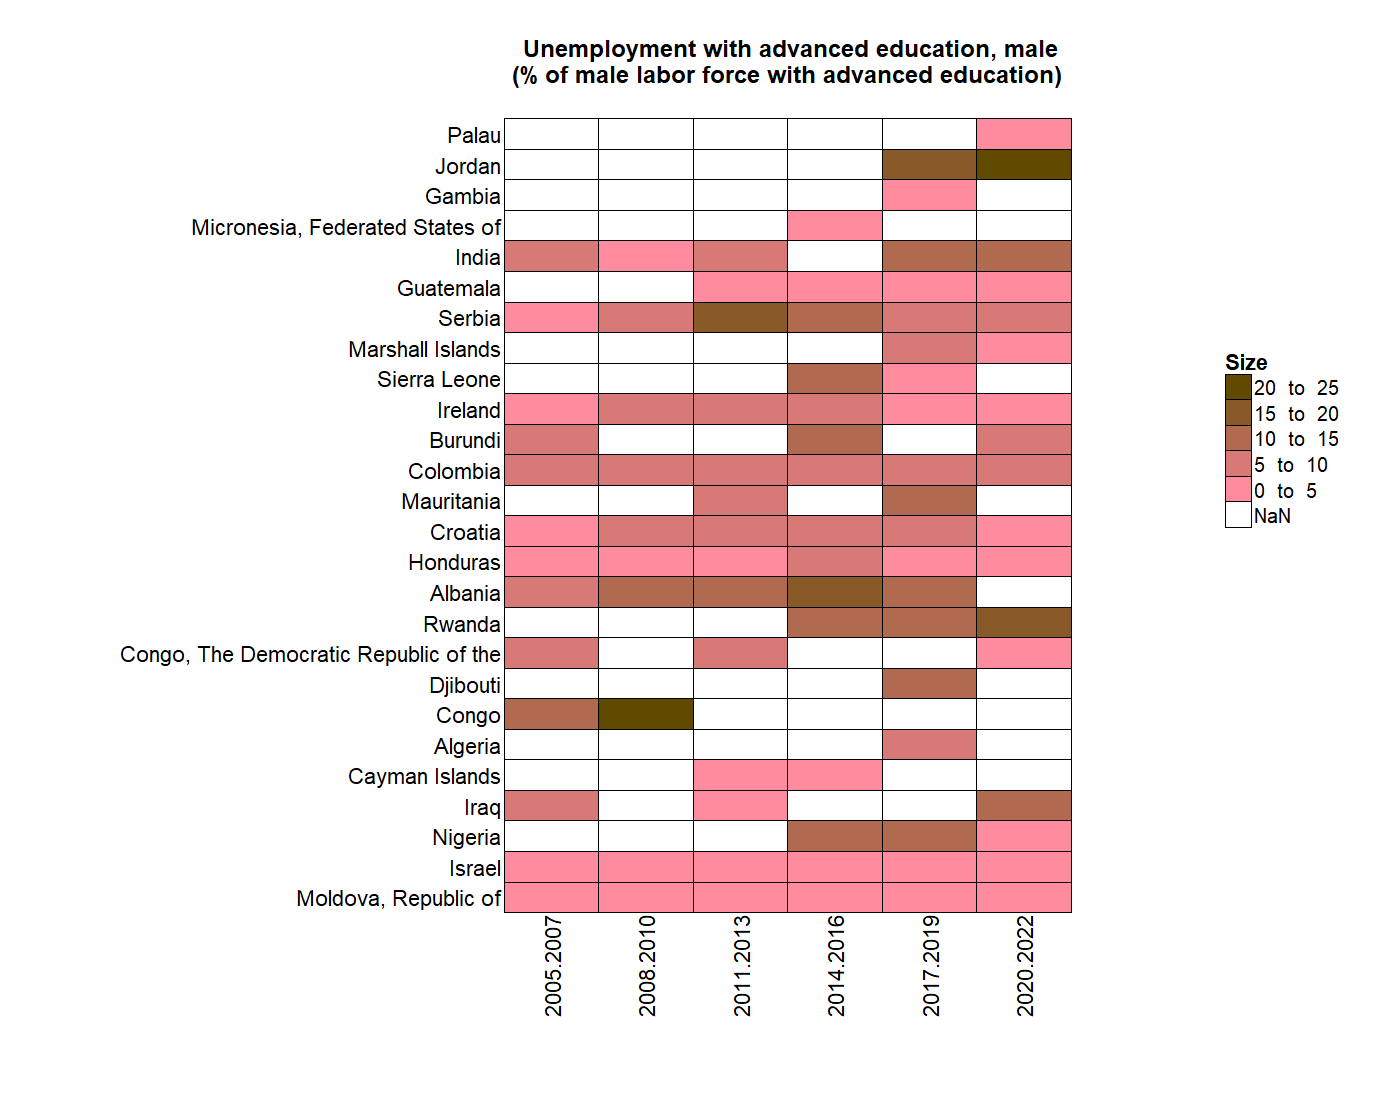 Unemployment with advanced education, male
(% of male labor force with advanced education)
Palau
Jordan
Gambia
Micronesia, Federated States of
India
Guatemala
Serbia
Marshall Islands
Sierra Leone
Ireland
Burundi
Colombia
Mauritania
Croatia
Honduras
Albania
Rwanda
Congo, The Democratic Republic of the
Djibouti
Congo
Algeria
Cayman Islands
Iraq
Nigeria
Israel
Moldova, Republic of
2005.2007
2008.2010
2011.2013
2014.2016
2017.2019
2020.2022
Size
20 to 25
15 to 20
10 to 15
5 to 10
0 to 5
NaN